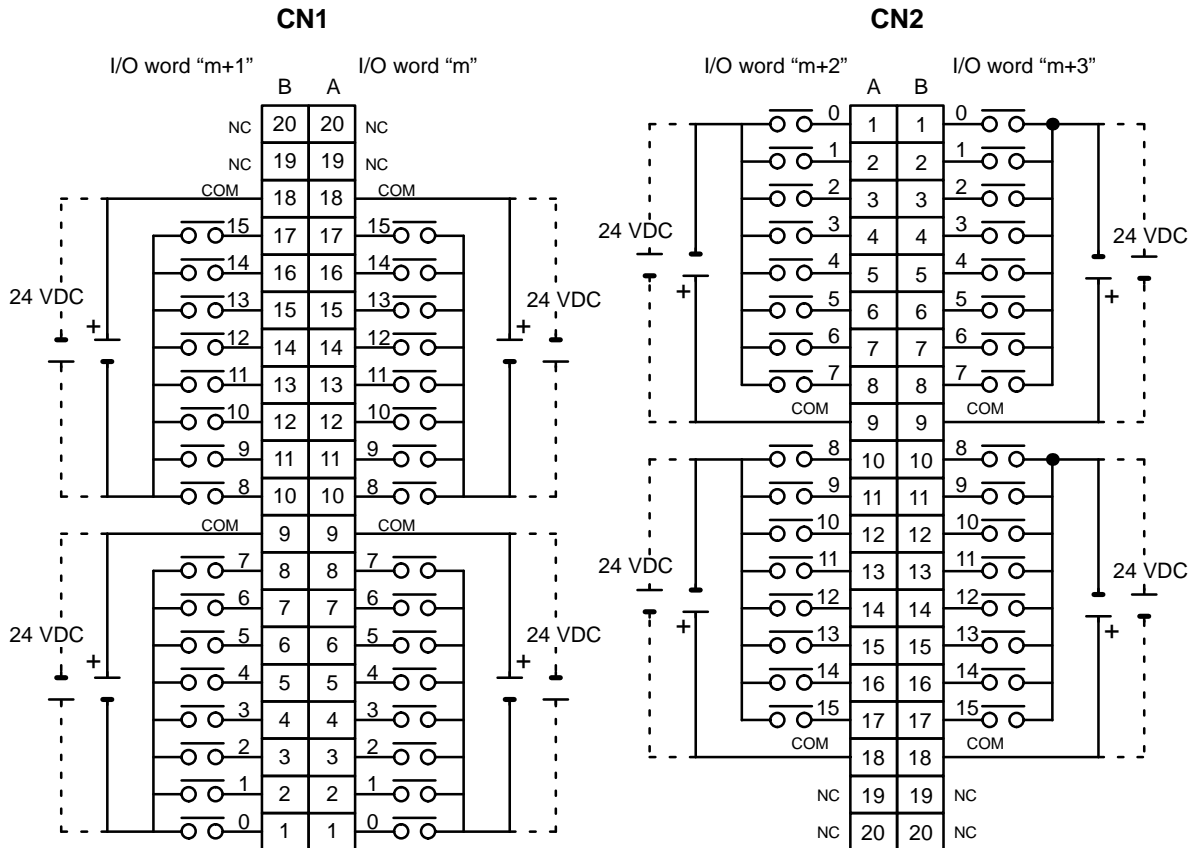 CN1 CN2
I/O word “m+1” I/O word “m” I/O word “m+2” I/O word “m+3”
B A A B
NC 20 20 NC 0 1 1 0
NC 19 19 NC 1 2 2 1
COM 18 18 COM 2 3 3 2
15 17 17 15 24 VDC 3 4 4 3 24 VDC
14 16 16 14 4 5 5 4
24 VDC 13 15 15 13 24 VDC + 5 6 6 5 +
+ 12 14 14 12 + 6 7 7 6
11 13 13 11 7 8 8 7
10 12 12 10 COM 9 9 COM
9 11 11 9 8 10 10 8
8 10 10 8 9 11 11 9
COM 9 9 COM 10 12 12 10
7 8 8 7 24 VDC 11 13 13 11 24 VDC
6 7 7 6 12 14 14 12
24 VDC 5 6 6 5 24 VDC + 13 15 15 13 +
+ 4 5 5 4 + 14 16 16 14
3 4 4 3 15 17 17 15
2 3 3 2 COM 18 18 COM
1 2 2 1 NC 19 19 NC
0 1 1 0 NC 20 20 NC